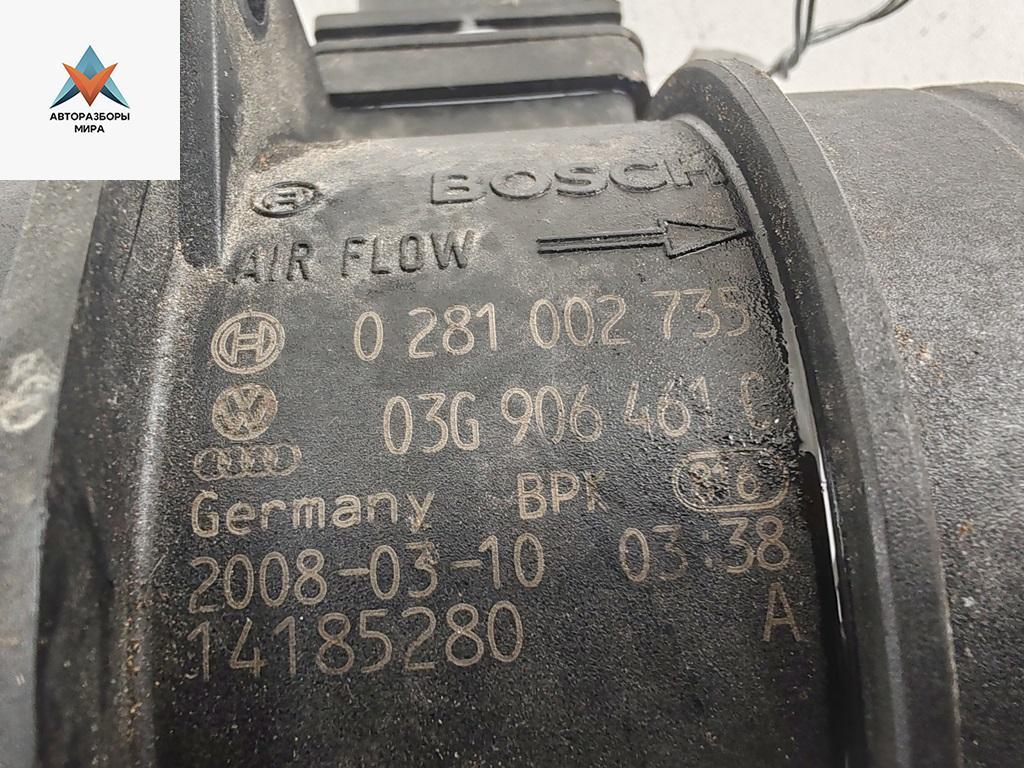 АВТОРАЗБОРЫ
МИРА
BOSCH
AIR FLOW
0 281 002 735
03G 906 461 C
Germany BPK 816
2008-03-10 03:38
14185280 A